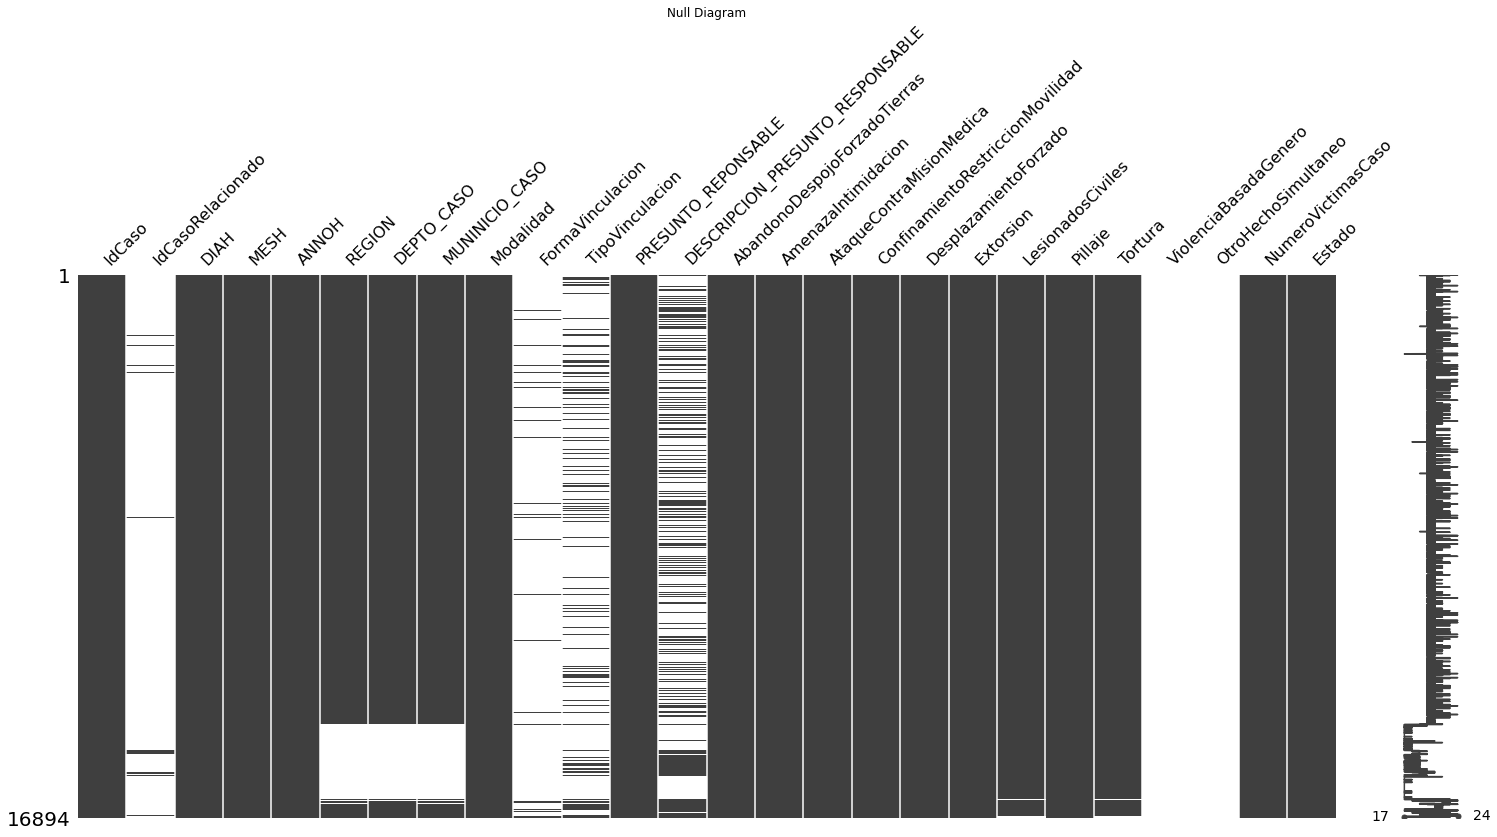 Null Diagram
IdCaso
IdCasoRelacionado
DIAH
MESH
ANNOH
REGION
DEPTO_CASO
MUNINICIO_CASO
Modalidad
FormaVinculacion
TipoVinculacion
PRESUNTO_REPONSABLE
DESCRIPCION_PRESUNTO_RESPONSABLE
AbandonoDespojoForzadoTierras
AmenazaIntimidacion
AtaqueContraMisionMedica
ConfinamientoRestriccionMovilidad
DesplazamientoForzado
Extorsion
LesionadosCiviles
Pillaje
Tortura
ViolenciaBasadaGenero
OtroHechoSimultaneo
NumeroVictimasCaso
Estado
1
16894
17
24